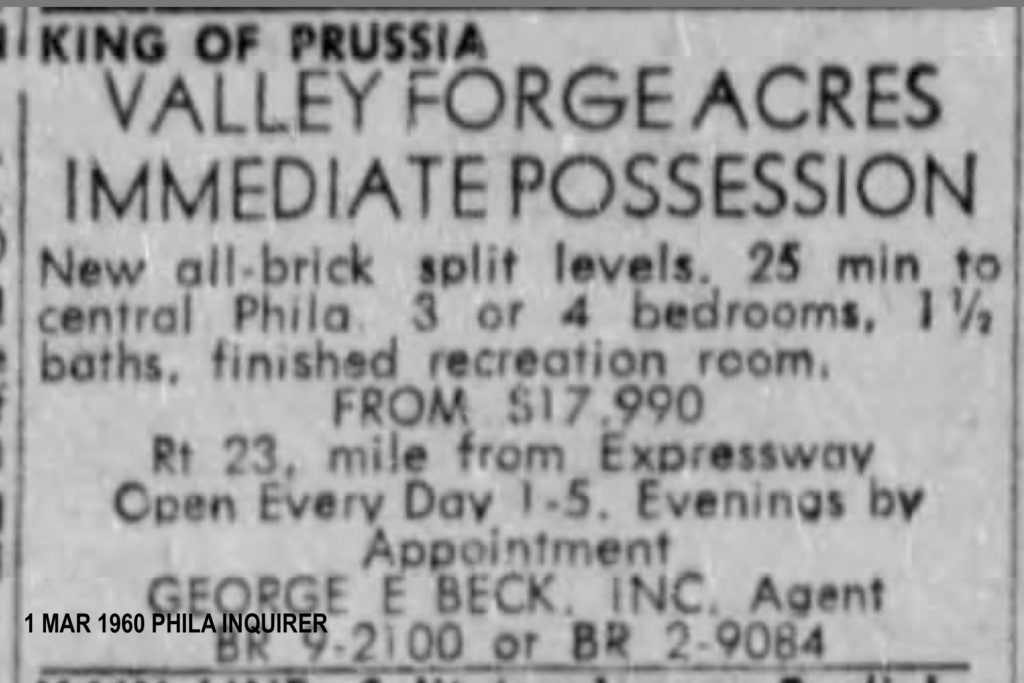 KING OF PRUSSIA
VALLEY FORGE ACRES
IMMEDIATE POSSESSION
New all-brick split levels. 25 min to
central Phila. 3 or 4 bedrooms, 1 ½
baths, finished recreation room.
FROM $17,990
Rt 23, mile from Expressway
Open Every Day 1-5. Evenings by
Appointment
GEORGE E BECK, INC. Agent
1 MAR 1960 PHILA INQUIRER
BR 9-2100 or BR 2-9084